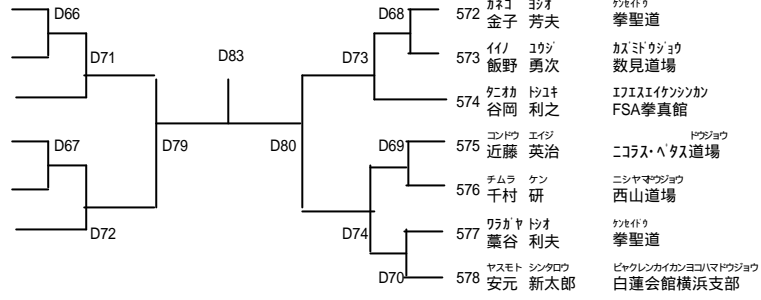 D66
D71
D67
D72
D79
D83
D80
D68
D73
D69
D74
D70
カネコ ヨシオ ケンセイドウ
572 金子 芳夫 拳聖道
イイノ ユウジ カズミドウジョウ
573 飯野 勇次 数見道場
タニオカ トシユキ エフエスエイケンシンカン
574 谷岡 利之 FSA拳真館
コンドウ エイジ ドウジョウ
575 近藤 英治 ニコラス・ペタス道場
チムラ ケン ニシヤマドウジョウ
576 千村 研 西山道場
ワラガヤ トシオ ケンセイドウ
577 藁谷 利夫 拳聖道
ヤスモト シンタロウ ビャクレンカイカンヨコハマドウジョウ
578 安元 新太郎 白蓮会館横浜支部